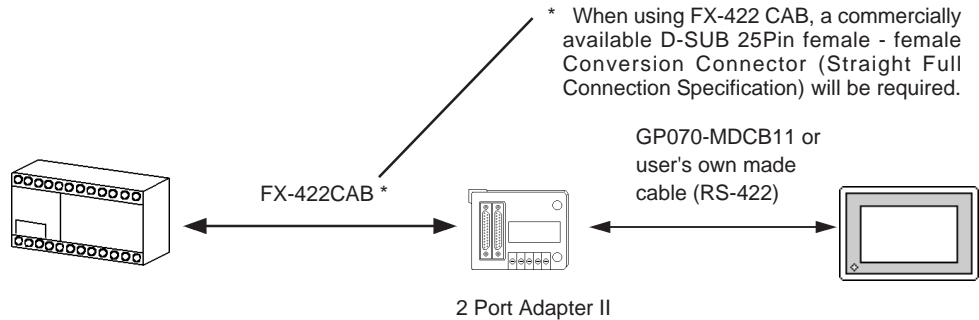 * When using FX-422 CAB, a commercially
available D-SUB 25Pin female - female
Conversion Connector (Straight Full
Connection Specification) will be required.
GP070-MDCB11 or
user's own made
cable (RS-422)
FX-422CAB *
2 Port Adapter II